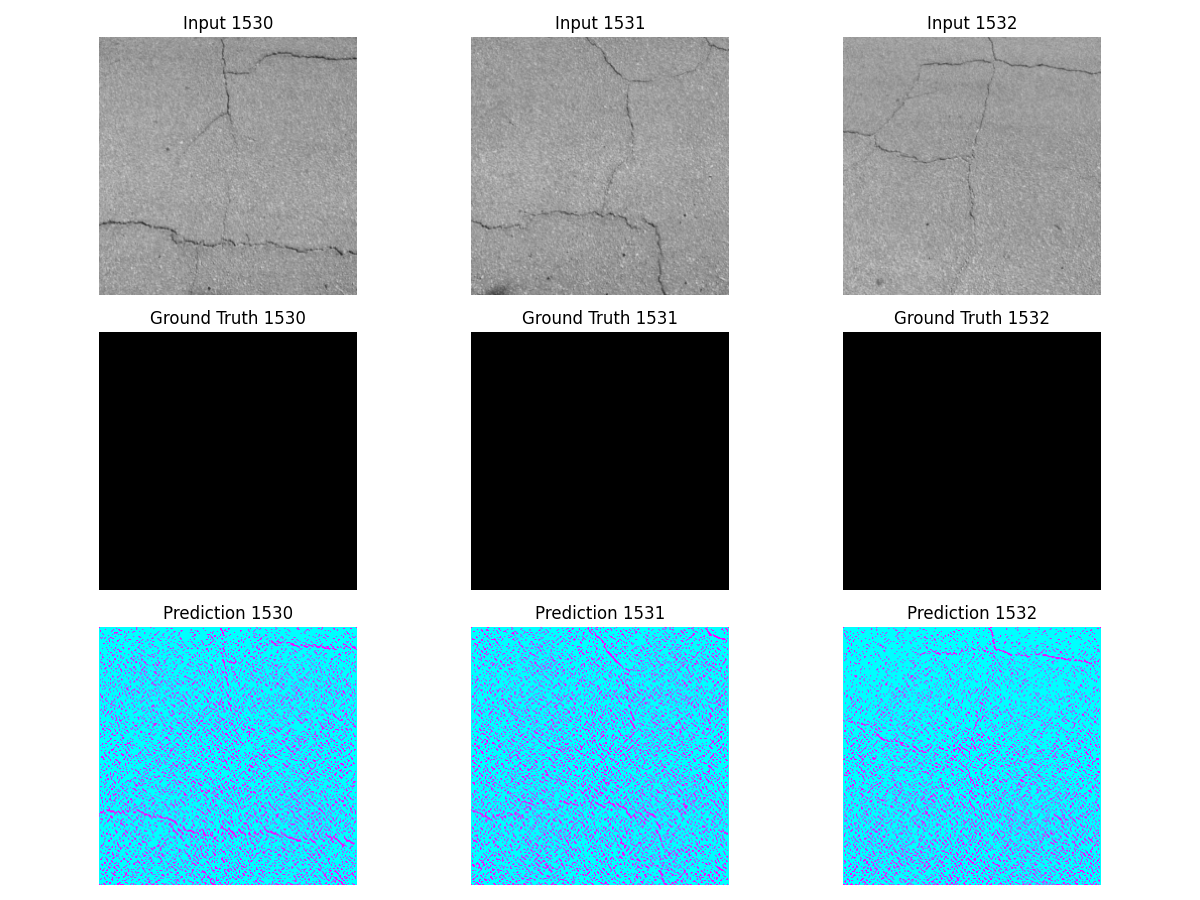 Input 1530
Input 1531
Input 1532
Ground Truth 1530
Ground Truth 1531
Ground Truth 1532
Prediction 1530
Prediction 1531
Prediction 1532